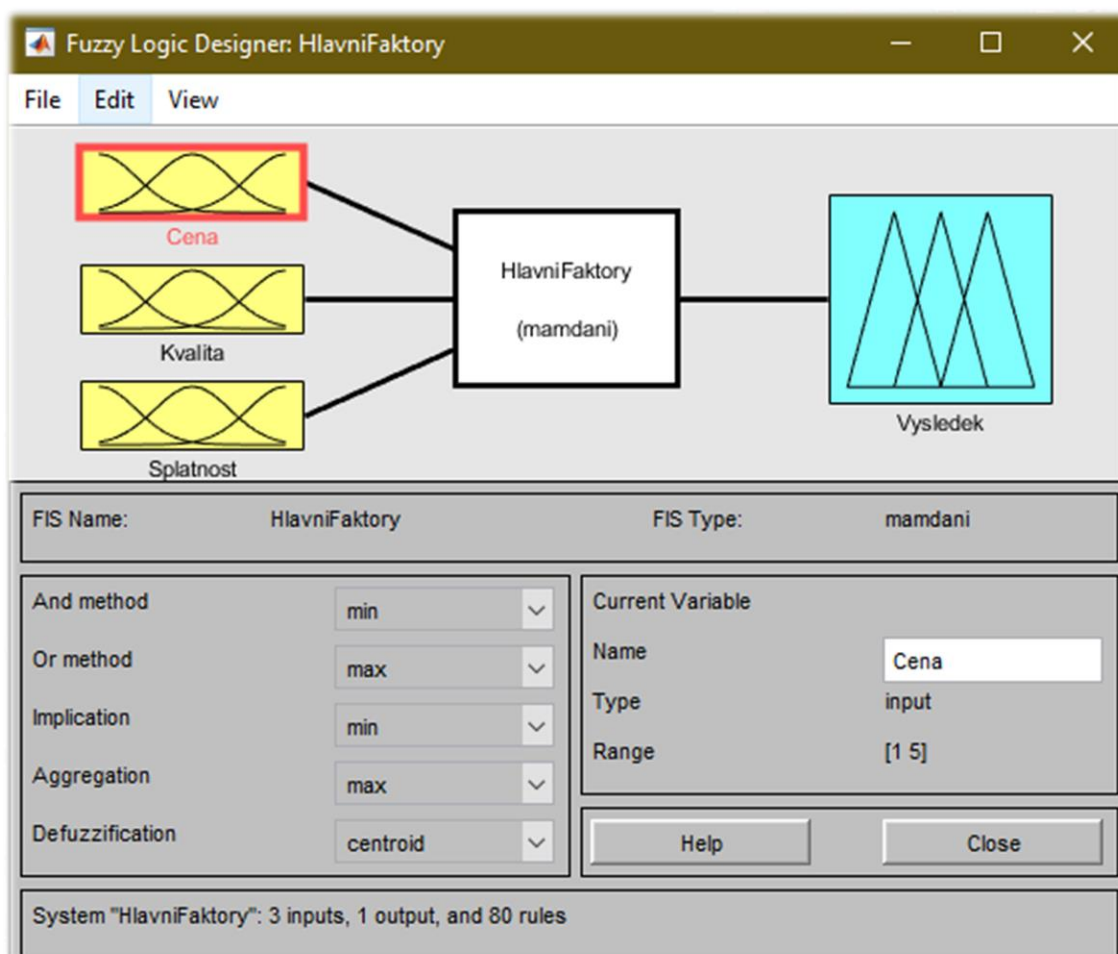 Fuzzy Logic Designer: HlavniFaktory
File Edit View
Cena
Kvalita
Splatnost
HlavniFaktory
(mamdani)
Vysledek
FIS Name: HlavniFaktory FIS Type: mamdani
And method min
Or method max
Implication min
Aggregation max
Defuzzification centroid
Current Variable
Name Cena
Type input
Range [1 5]
Help Close
System "HlavniFaktory": 3 inputs, 1 output, and 80 rules